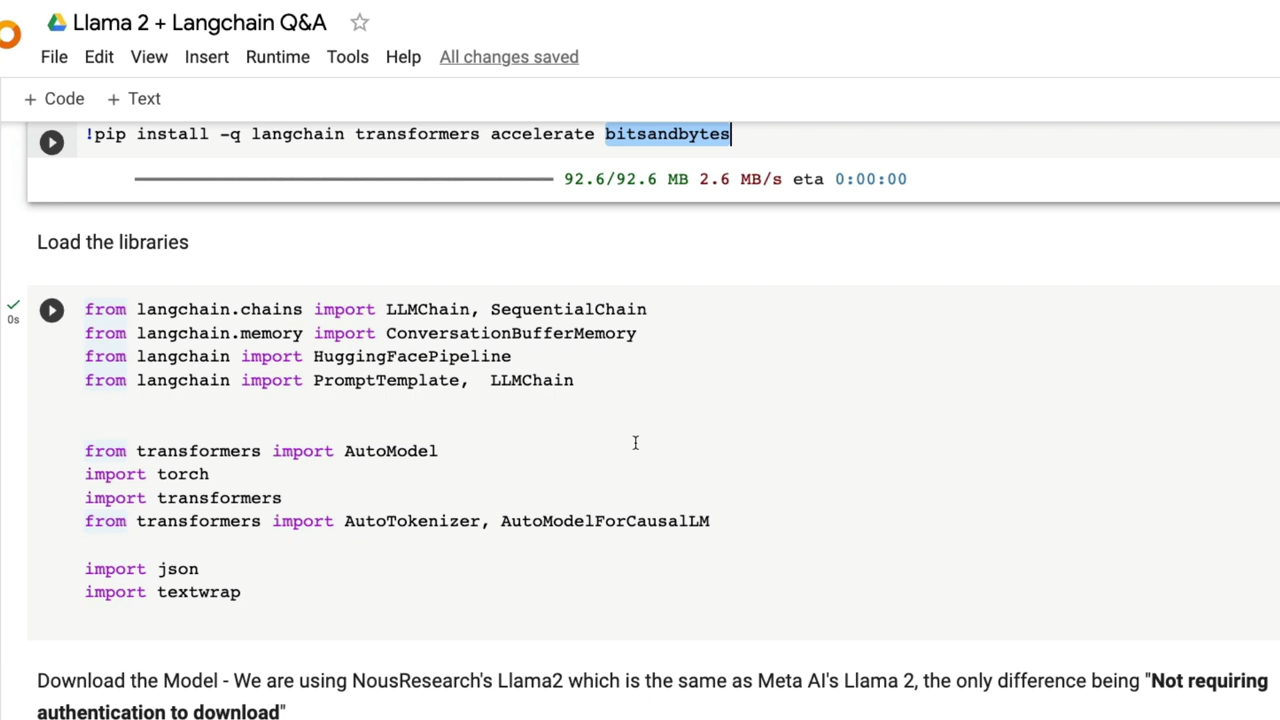 Llama 2 + Langchain Q&A
File Edit View Insert Runtime Tools Help All changes saved
+ Code + Text
!pip install -q langchain transformers accelerate bitsandbytes
92.6/92.6 MB 2.6 MB/s eta 0:00:00
Load the libraries
0s
from langchain.chains import LLMChain, SequentialChain
from langchain.memory import ConversationBufferMemory
from langchain import HuggingFacePipeline
from langchain import PromptTemplate, LLMChain
from transformers import AutoModel
import torch
import transformers
from transformers import AutoTokenizer, AutoModelForCausalLM
import json
import textwrap
Download the Model - We are using NousResearch's Llama2 which is the same as Meta AI's Llama 2, the only difference being "Not requiring
authentication to download"